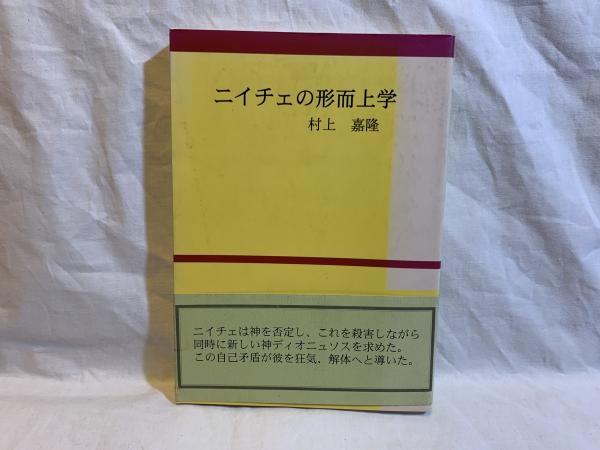 ニイチェの形而上学
村上 嘉隆
ニイチェは神を否定し、これを殺害しながら
同時に新しい神ディオニュソスを求めた。
この自己矛盾が彼を狂気、解体へと導いた。